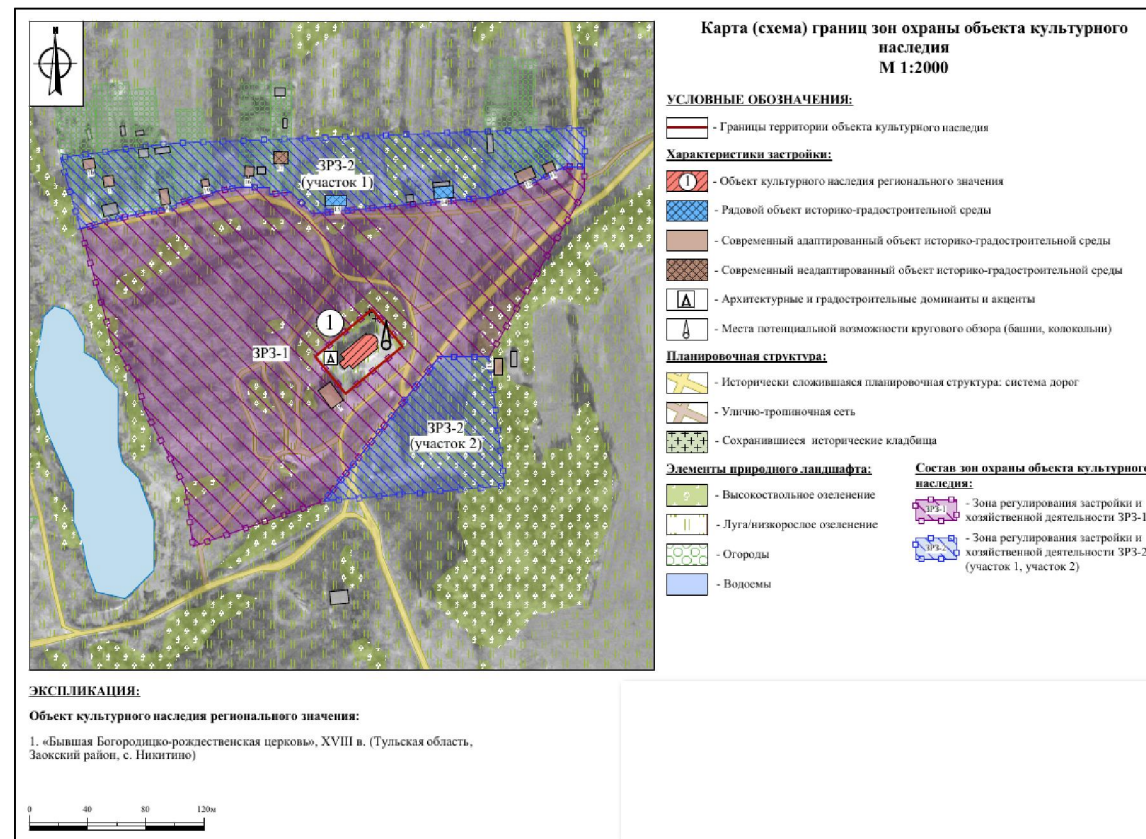 Карта (схема) границ зон охраны объекта культурного
наследия
М 1:2000
УСЛОВНЫЕ ОБОЗНАЧЕНИЯ:
- Границы территории объекта культурного наследия
Характеристики застройки:
1
- Объект культурного наследия регионального значения
- Рядовой объект историко-градостроительной среды
- Современный адаптированный объект историко-градостроительной среды
- Современный неадаптированный объект историко-градостроительной среды
- Архитектурные и градостроительные доминанты и акценты
- Места потенциальной возможности кругового обзора (башни, колокольни)
Планировочная структура:
- Исторически сложившаяся планировочная структура: система дорог
- Улично-тропиночная сеть
- Сохранившиеся исторические кладбища
Элементы природного ландшафта:
- Высокоствольное озеленение
- Луга/низкорослое озеленение
- Огороды
- Водоемы
Состав зон охраны объекта культурного
наследия:
ЗРЗ-1
- Зона регулирования застройки и
хозяйственной деятельности ЗРЗ-1
ЗРЗ-2
- Зона регулирования застройки и
хозяйственной деятельности ЗРЗ-2
(участок 1, участок 2)
ЗРЗ-2
(участок 1)
1
ЗРЗ-1
ЗРЗ-2
(участок 2)
ЭКСПЛИКАЦИЯ:
Объект культурного наследия регионального значения:
1. «Бывшая Богородицко-рождественская церковь», XVIII в. (Тульская область,
Заокский район, с. Никитино)
0 40 80 120м